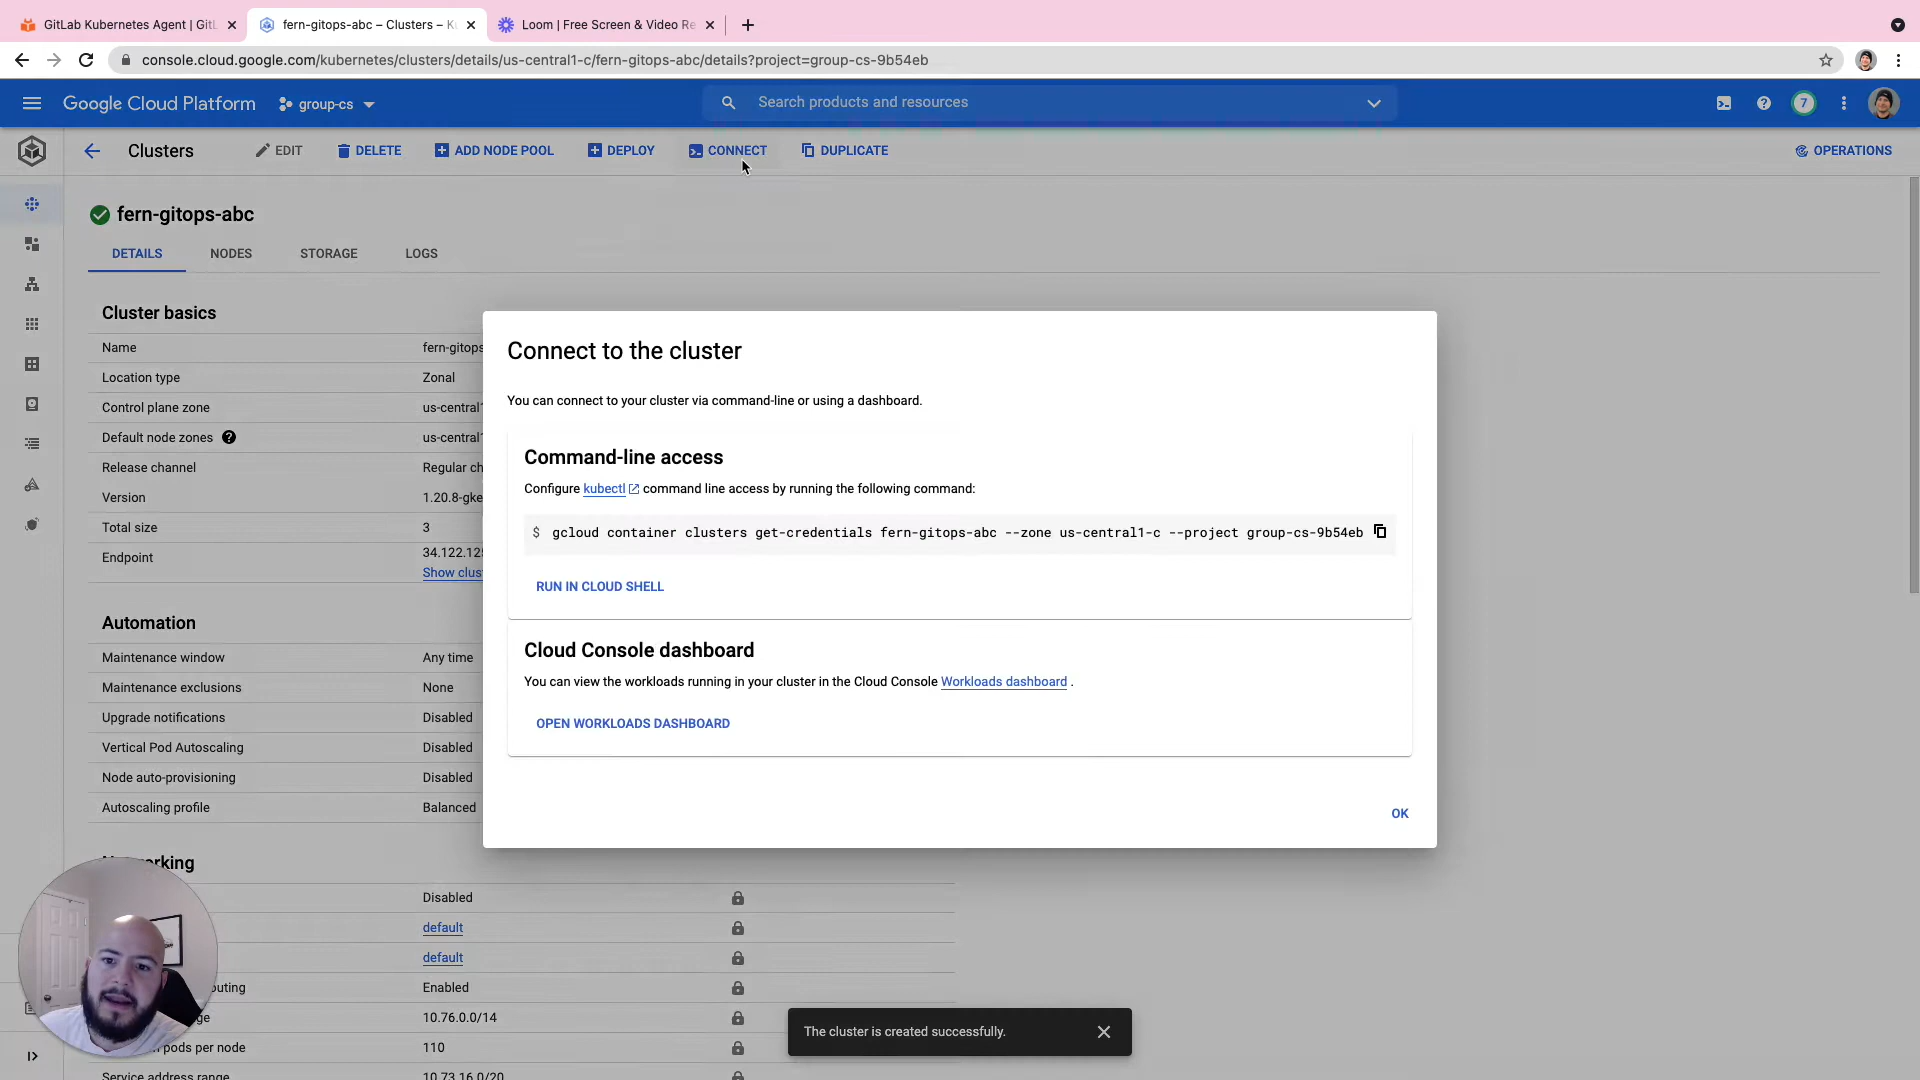 GitLab Kubernetes Agent | GitL
fern-gitops-abc – Clusters – K
Loom | Free Screen & Video Re
console.cloud.google.com/kubernetes/clusters/details/us-central1-c/fern-gitops-abc/details?project=group-cs-9b54eb
Google Cloud Platform
group-cs
Search products and resources
7
Clusters
EDIT
DELETE
ADD NODE POOL
DEPLOY
CONNECT
DUPLICATE
OPERATIONS
fern-gitops-abc
DETAILS
NODES
STORAGE
LOGS
Cluster basics
Name
fern-gitops
Location type
Zonal
Control plane zone
us-central1
Default node zones
us-central1
Release channel
Regular ch
Version
1.20.8-gke
Total size
3
Endpoint
34.122.125
Show clus
Automation
Maintenance window
Any time
Maintenance exclusions
None
Upgrade notifications
Disabled
Vertical Pod Autoscaling
Disabled
Node auto-provisioning
Disabled
Autoscaling profile
Balanced
Connect to the cluster
You can connect to your cluster via command-line or using a dashboard.
Command-line access
Configure kubectl command line access by running the following command:
$ gcloud container clusters get-credentials fern-gitops-abc --zone us-central1-c --project group-cs-9b54eb
RUN IN CLOUD SHELL
Cloud Console dashboard
You can view the workloads running in your cluster in the Cloud Console Workloads dashboard .
OPEN WORKLOADS DASHBOARD
OK
Networking
Disabled
default
default
outing
Enabled
ge
10.76.0.0/14
pods per node
110
Service address range
10.73.16.0/20
The cluster is created successfully.